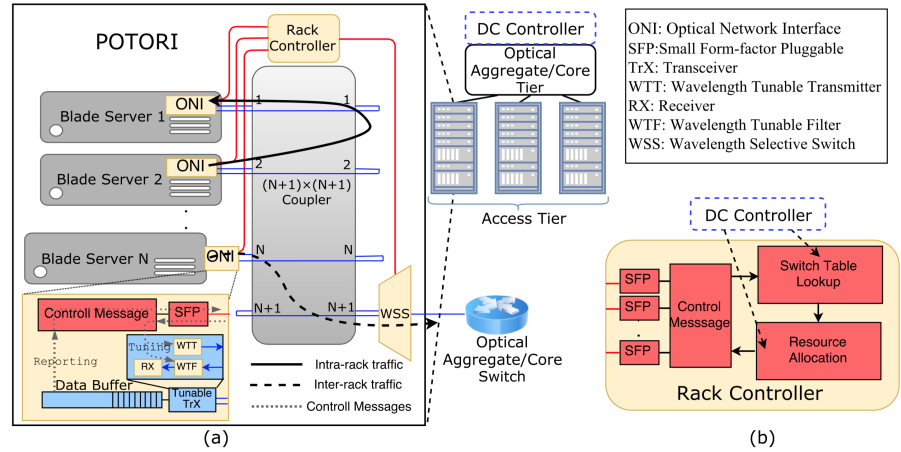 POTORI
Rack
Controller
ONI
Blade Server 1
1
1
ONI
Blade Server 2
2
2
(N+1)×(N+1)
Coupler
Blade Server N
ONI
N
N
N+1
N+1
WSS
Controll Message
SFP
Reporting
Tuning
WTT
RX
WTF
Data Buffer
Tunable
TrX
Intra-rack traffic
Inter-rack traffic
Controll Messages
(a)
DC Controller
Optical
Aggregate/Core
Tier
Access Tier
Optical
Aggregate/Core
Switch
ONI: Optical Network Interface
SFP:Small Form-factor Pluggable
TrX: Transceiver
WTT: Wavelength Tunable Transmitter
RX: Receiver
WTF: Wavelength Tunable Filter
WSS: Wavelength Selective Switch
DC Controller
SFP
SFP
SFP
Control
Messsage
Switch Table
Lookup
Resource
Allocation
Rack Controller
(b)